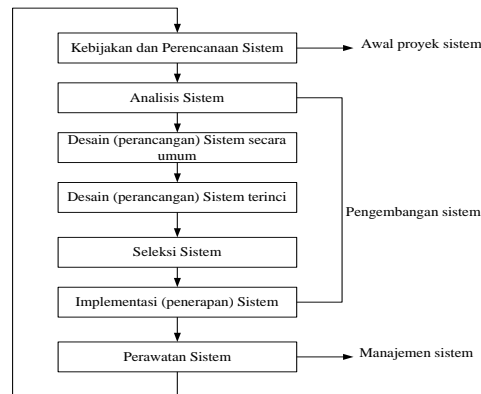 Kebijakan dan Perencanaan Sistem
Awal proyek sistem
Analisis Sistem
Desain (perancangan) Sistem secara
umum
Desain (perancangan) Sistem terinci
Pengembangan sistem
Seleksi Sistem
Implementasi (penerapan) Sistem
Perawatan Sistem
Manajemen sistem